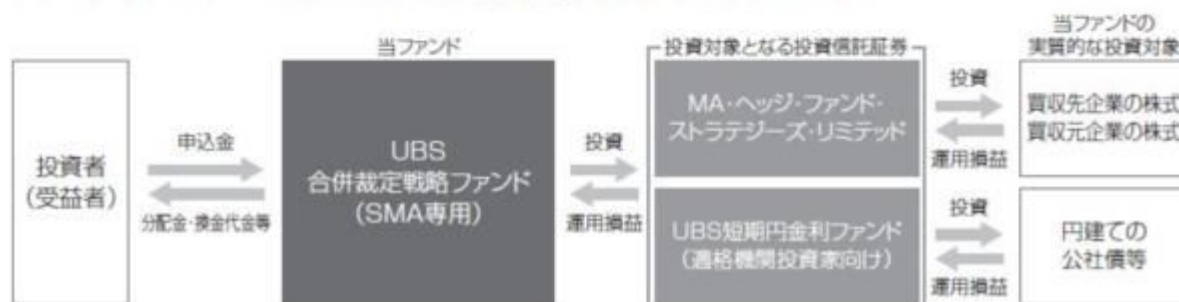 当ファンド
投資対象となる投資信託証券
当ファンドの
実質的な投資対象
投資者
(受益者)
申込金
分配金・換金代金等
UBS
合併裁定戦略ファンド
(SMA専用)
投資
運用損益
MA・ヘッジ・ファンド・
ストラテジーズ・リミテッド
投資
運用損益
買収先企業の株式
買収元企業の株式
UBS短期円金利ファンド
(適格機関投資家向け)
投資
運用損益
円建ての
公社債等